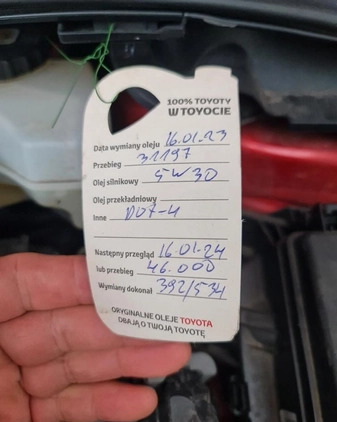 100% TOYOTY
W TOYOCIE
Data wymiany oleju 16.01.23
Przebieg 31197
Olej silnikowy 5W30
Olej przekładniowy
Inne DOT-4
Następny przegląd 16.01.24
lub przebieg 46.000
Wymiany dokonał 392/534
ORYGINALNE OLEJE TOYOTA
DBAJĄ O TWOJĄ TOYOTĘ